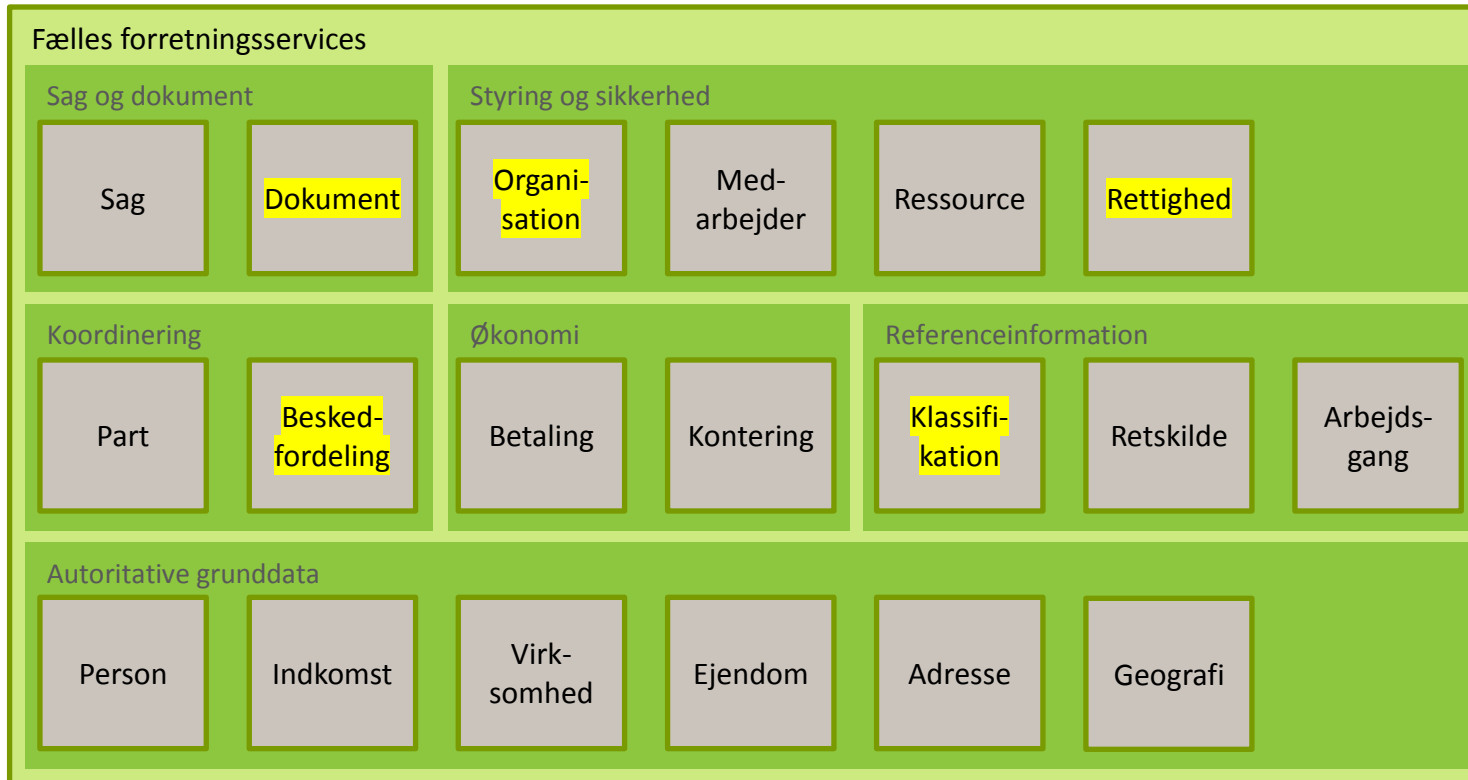 Fælles forretningsservices
Sag og dokument
Sag
Dokument
Styring og sikkerhed
Organi-
sation
Med-
arbejder
Ressource
Rettighed
Koordinering
Part
Besked-
fordeling
Økonomi
Betaling
Kontering
Referenceinformation
Klassifi-
kation
Retskilde
Arbejds-
gang
Autoritative grunddata
Person
Indkomst
Virk-
somhed
Ejendom
Adresse
Geografi